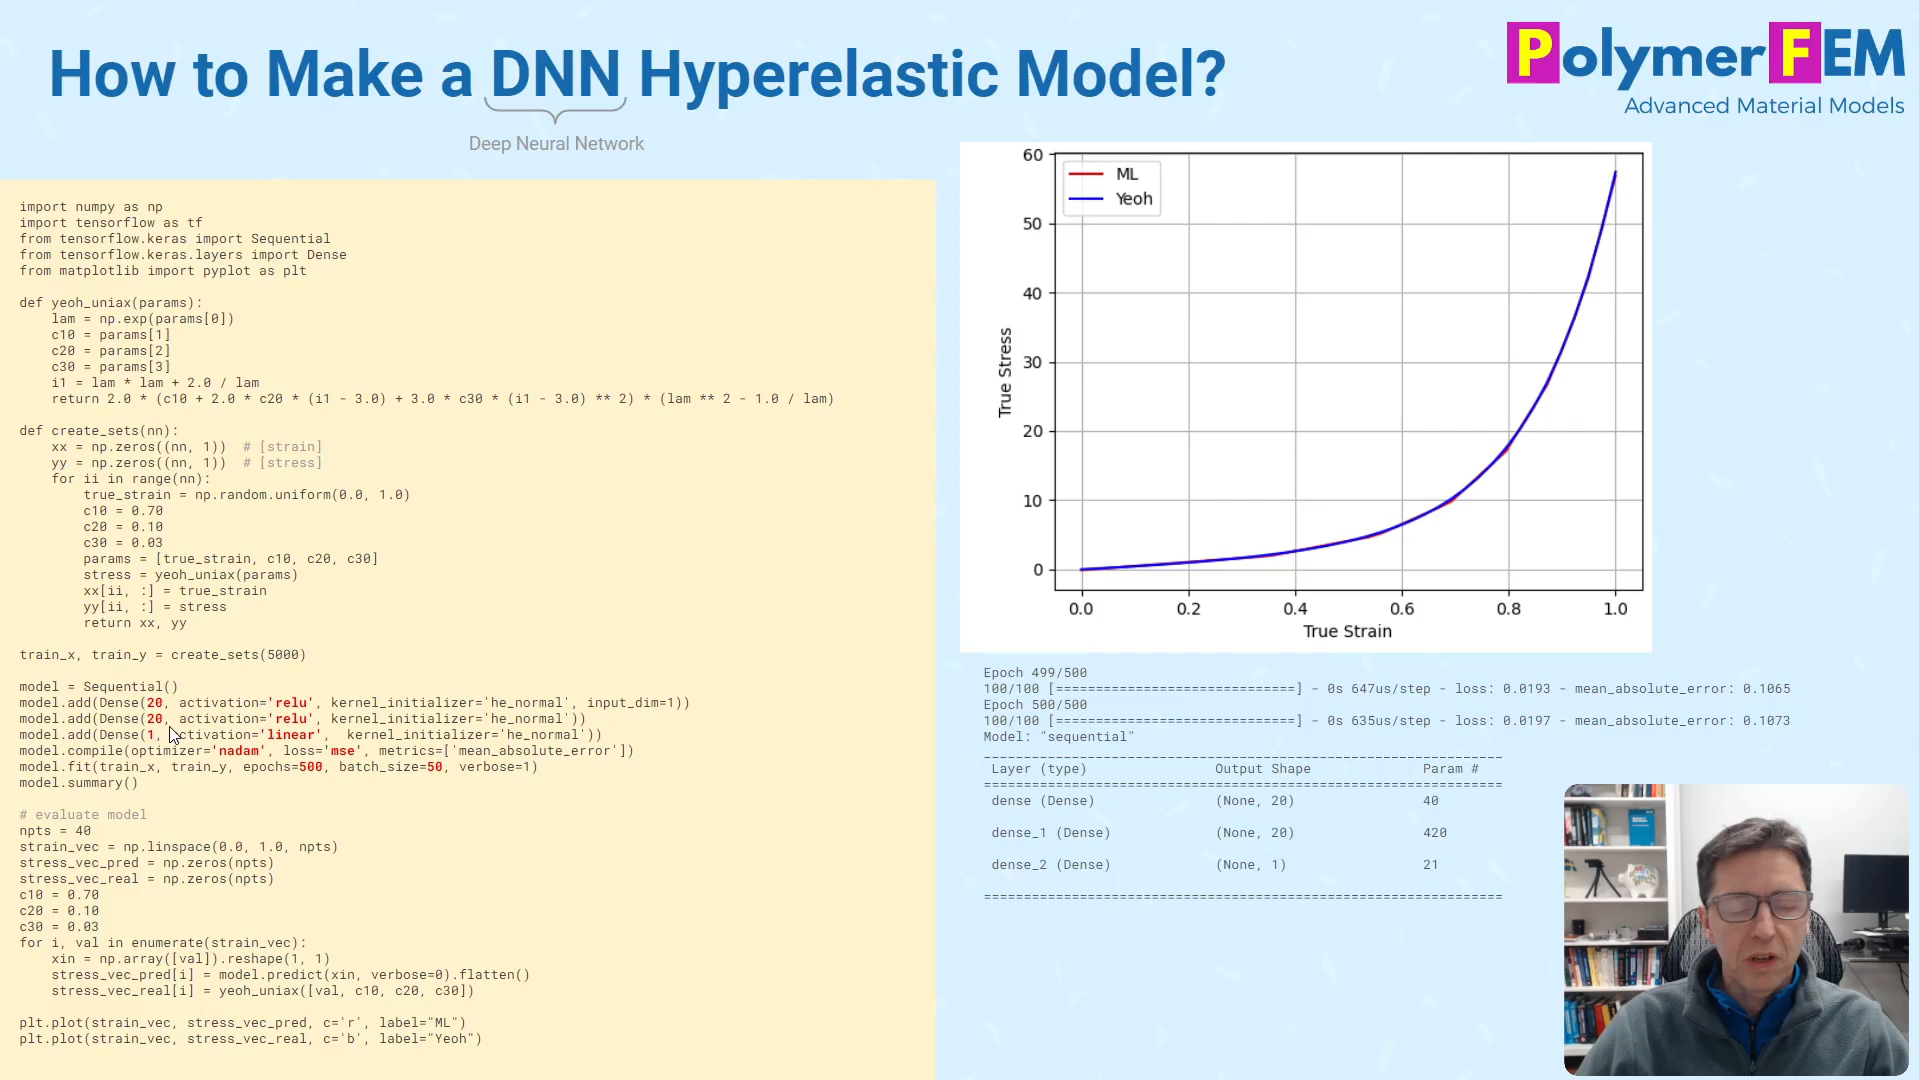 How to Make a DNN Hyperelastic Model?
Deep Neural Network
PolymerFEM
Advanced Material Models
import numpy as np
import tensorflow as tf
from tensorflow.keras import Sequential
from tensorflow.keras.layers import Dense
from matplotlib import pyplot as plt
def yeoh_uniax(params):
    lam = np.exp(params[0])
    c10 = params[1]
    c20 = params[2]
    c30 = params[3]
    i1 = lam * lam + 2.0 / lam
    return 2.0 * (c10 + 2.0 * c20 * (i1 - 3.0) + 3.0 * c30 * (i1 - 3.0) ** 2) * (lam ** 2 - 1.0 / lam)
def create_sets(nn):
    xx = np.zeros((nn, 1))  # [strain]
    yy = np.zeros((nn, 1))  # [stress]
    for ii in range(nn):
        true_strain = np.random.uniform(0.0, 1.0)
        c10 = 0.70
        c20 = 0.10
        c30 = 0.03
        params = [true_strain, c10, c20, c30]
        stress = yeoh_uniax(params)
        xx[ii, :] = true_strain
        yy[ii, :] = stress
        return xx, yy
train_x, train_y = create_sets(5000)
model = Sequential()
model.add(Dense(20, activation='relu', kernel_initializer='he_normal', input_dim=1))
model.add(Dense(20, activation='relu', kernel_initializer='he_normal'))
model.add(Dense(1, activation='linear',  kernel_initializer='he_normal'))
model.compile(optimizer='nadam', loss='mse', metrics=['mean_absolute_error'])
model.fit(train_x, train_y, epochs=500, batch_size=50, verbose=1)
model.summary()
# evaluate model
npts = 40
strain_vec = np.linspace(0.0, 1.0, npts)
stress_vec_pred = np.zeros(npts)
stress_vec_real = np.zeros(npts)
c10 = 0.70
c20 = 0.10
c30 = 0.03
for i, val in enumerate(strain_vec):
    xin = np.array([val]).reshape(1, 1)
    stress_vec_pred[i] = model.predict(xin, verbose=0).flatten()
    stress_vec_real[i] = yeoh_uniax([val, c10, c20, c30])
plt.plot(strain_vec, stress_vec_pred, c='r', label="ML")
plt.plot(strain_vec, stress_vec_real, c='b', label="Yeoh")
ML
Yeoh
60
50
40
30
20
10
0
True Stress
0.0 0.2 0.4 0.6 0.8 1.0
True Strain
Epoch 499/500
100/100 [==============================] - 0s 647us/step - loss: 0.0193 - mean_absolute_error: 0.1065
Epoch 500/500
100/100 [==============================] - 0s 635us/step - loss: 0.0197 - mean_absolute_error: 0.1073
Model: "sequential"
_________________________________________________________________
Layer (type) Output Shape Param #
=================================================================
dense (Dense) (None, 20) 40
dense_1 (Dense) (None, 20) 420
dense_2 (Dense) (None, 1) 21
=================================================================